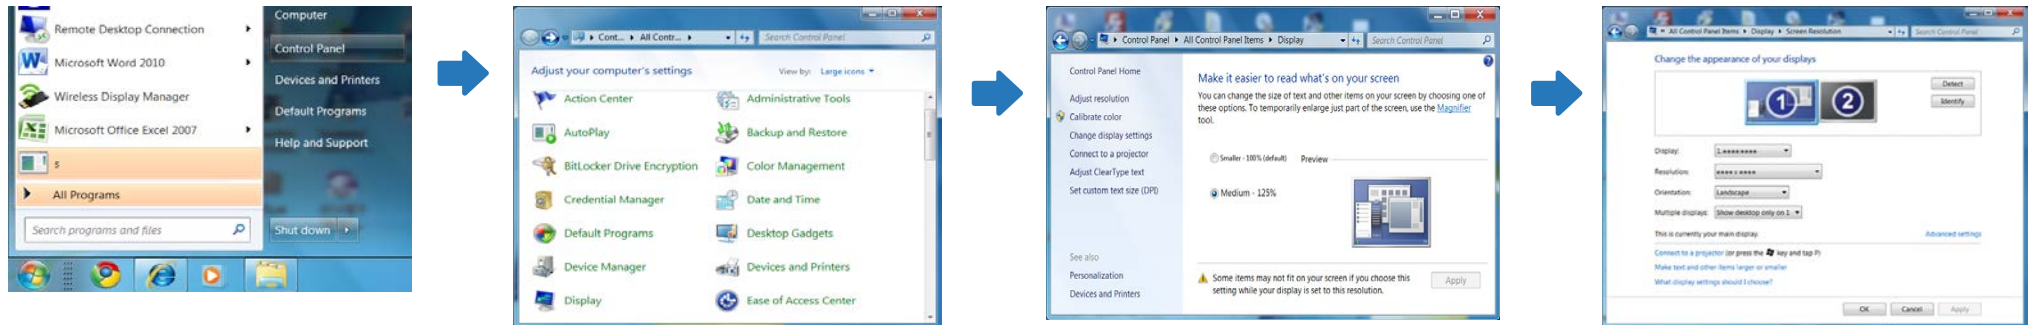 Remote Desktop Connection
Microsoft Word 2010
Wireless Display Manager
Microsoft Office Excel 2007
s
All Programs
Search programs and files
Computer
Control Panel
Devices and Printers
Default Programs
Help and Support
Shut down
Cont... All Contr...
Search Control Panel
Adjust your computer's settings
View by: Large icons
Action Center
Administrative Tools
AutoPlay
Backup and Restore
BitLocker Drive Encryption
Color Management
Credential Manager
Date and Time
Default Programs
Desktop Gadgets
Device Manager
Devices and Printers
Display
Ease of Access Center
Control Panel All Control Panel Items Display
Search Control Panel
Control Panel Home
Adjust resolution
Calibrate color
Change display settings
Connect to a projector
Adjust ClearType text
Set custom text size (DPI)
See also
Personalization
Devices and Printers
Make it easier to read what's on your screen
You can change the size of text and other items on your screen by choosing one of
these options. To temporarily enlarge just part of the screen, use the Magnifier
tool.
Smaller - 100% (default) Preview
Medium - 125%
Some items may not fit on your screen if you choose this
setting while your display is set to this resolution.
Apply
All Control Panel Items Display Screen Resolution
Search Control Panel
Change the appearance of your displays
1 2
Detect
Identify
Display:
Resolution:
Orientation: Landscape
Multiple displays: Show desktop only on 1
This is currently your main display.
Advanced settings
Connect to a projector (or press the key and tap P)
Make text and other items larger or smaller
What display settings should I choose?
OK Cancel Apply